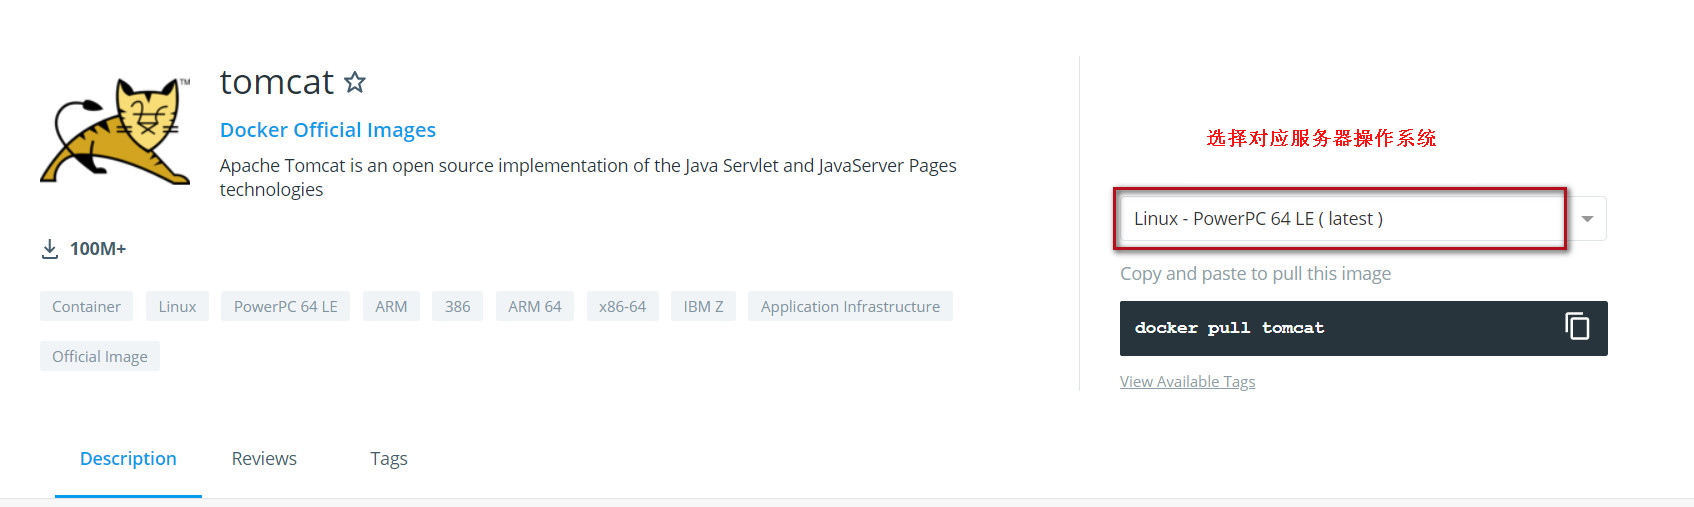 tomcat
TM
Docker Official Images
Apache Tomcat is an open source implementation of the Java Servlet and JavaServer Pages
technologies
100M+
Container Linux PowerPC 64 LE ARM 386 ARM 64 x86-64 IBM Z Application Infrastructure
Official Image
选择对应服务器操作系统
Linux - PowerPC 64 LE ( latest )
Copy and paste to pull this image
docker pull tomcat
View Available Tags
Description Reviews Tags